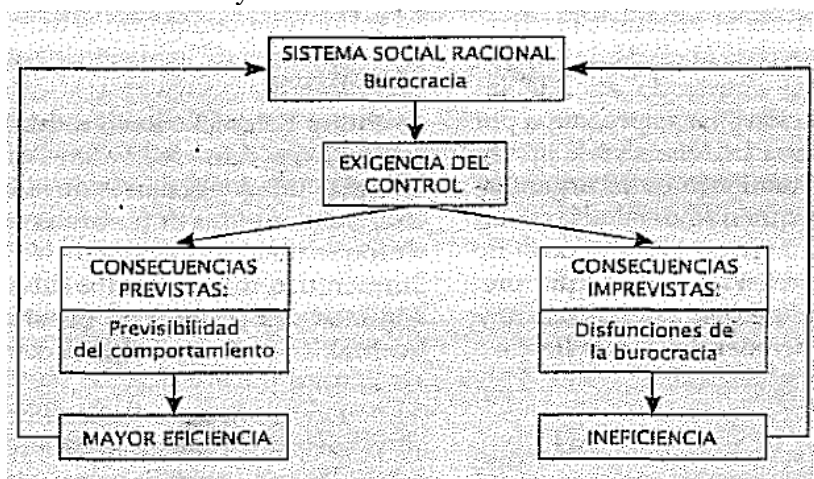 SISTEMA SOCIAL RACIONAL
Burocracia
EXIGENCIA DEL
CONTROL
CONSECUENCIAS
PREVISTAS:
Previsibilidad
del comportamiento
MAYOR EFICIENCIA
CONSECUENCIAS
IMPREVISTAS:
Disfunciones de
la burocracia
INEFICIENCIA